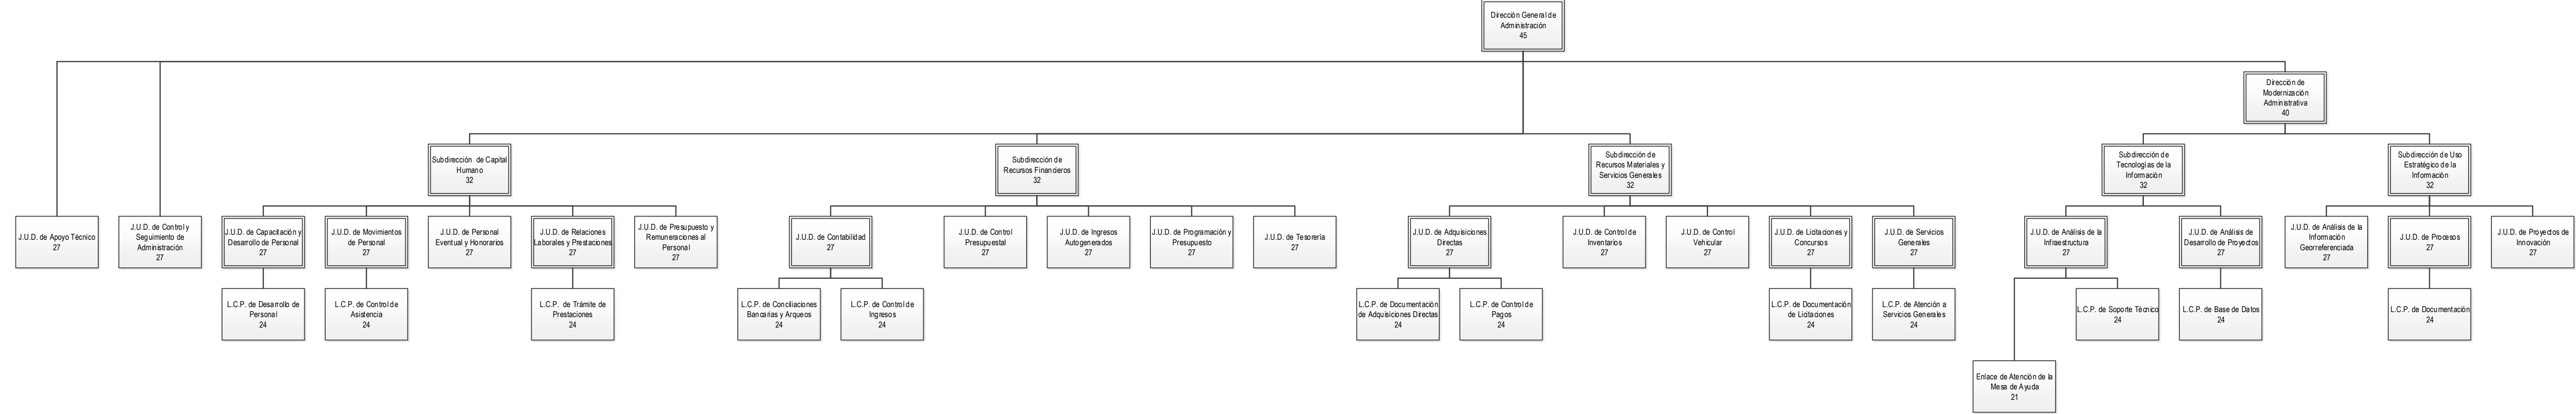 Dirección General de
Administración
45
Dirección de
Modernización
Administrativa
40
Subdirección de Capital
Humano
32
Subdirección de
Recursos Financieros
32
Subdirección de
Recursos Materiales y
Servicios Generales
32
Subdirección de
Tecnologías de la
Información
32
Subdirección de Uso
Estratégico de la
Información
32
J.U.D. de Apoyo Técnico
27
J.U.D. de Control y
Seguimiento de
Administración
27
J.U.D. de Capacitación y
Desarrollo de Personal
27
J.U.D. de Movimientos
de Personal
27
J.U.D. de Personal
Eventual y Honorarios
27
J.U.D. de Relaciones
Laborales y Prestaciones
27
J.U.D. de Presupuesto y
Remuneraciones al
Personal
27
J.U.D. de Contabilidad
27
J.U.D. de Control
Presupuestal
27
J.U.D. de Ingresos
Autogenerados
27
J.U.D. de Programación y
Presupuesto
27
J.U.D. de Tesorería
27
J.U.D. de Adquisiciones
Directas
27
J.U.D. de Control de
Inventarios
27
J.U.D. de Control
Vehicular
27
J.U.D. de Licitaciones y
Concursos
27
J.U.D. de Servicios
Generales
27
J.U.D. de Análisis de la
Infraestructura
27
J.U.D. de Análisis de
Desarrollo de Proyectos
27
J.U.D. de Análisis de la
Información
Georreferenciada
27
J.U.D. de Procesos
27
J.U.D. de Proyectos de
Innovación
27
L.C.P. de Desarrollo de
Personal
24
L.C.P. de Control de
Asistencia
24
L.C.P. de Trámite de
Prestaciones
24
L.C.P. de Conciliaciones
Bancarias y Arqueos
24
L.C.P. de Control de
Ingresos
24
L.C.P. de Documentación
de Adquisiciones Directas
24
L.C.P. de Control de
Pagos
24
L.C.P. de Documentación
de Licitaciones
24
L.C.P. de Atención a
Servicios Generales
24
L.C.P. de Soporte Técnico
24
L.C.P. de Base de Datos
24
L.C.P. de Documentación
24
Enlace de Atención de la
Mesa de Ayuda
21